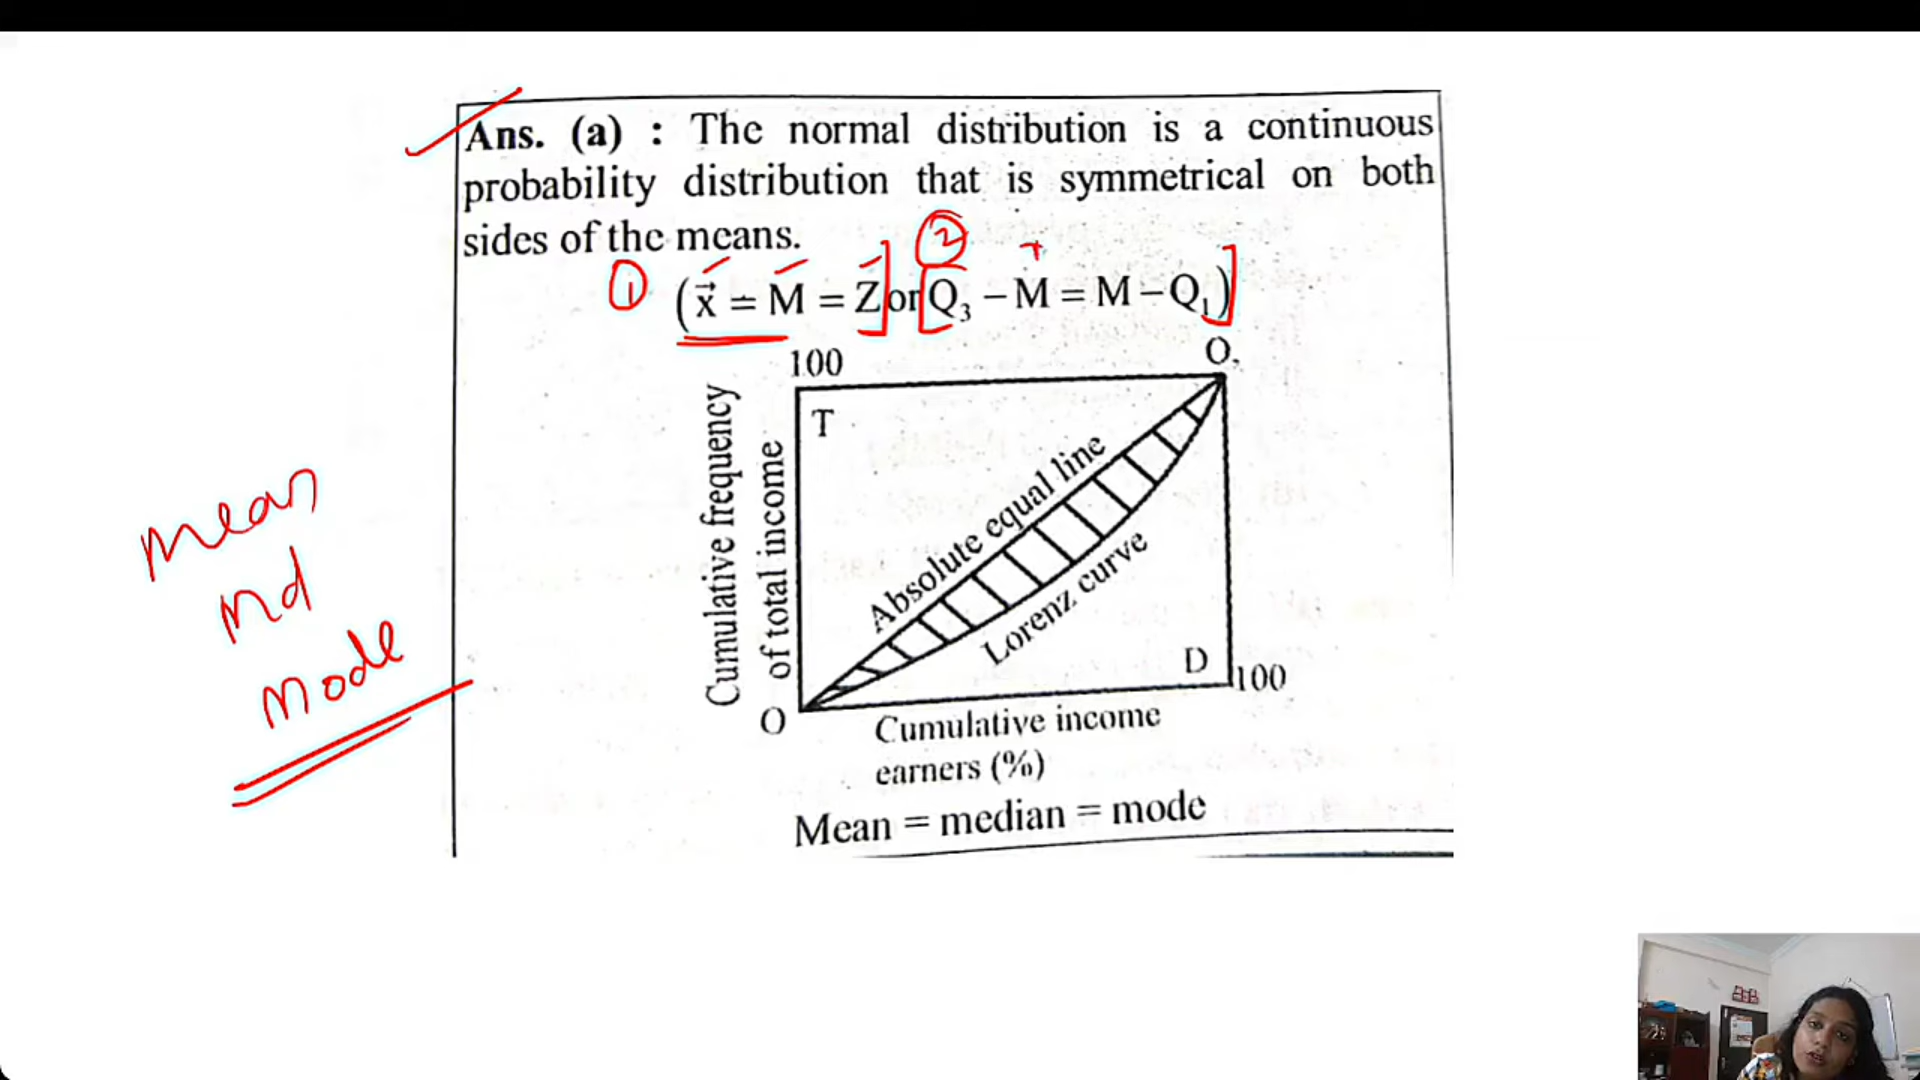 Ans. (a) : The normal distribution is a continuous
probability distribution that is symmetrical on both
sides of the means.
① (x⃗ = M = Z] or [Q₃ – M = M – Q₁)]
②
100
O,
T
Cumulative frequency
of total income
Absolute equal line
Lorenz curve
D
100
O
Cumulative income
earners (%)
Mean = median = mode
mean
md
mode